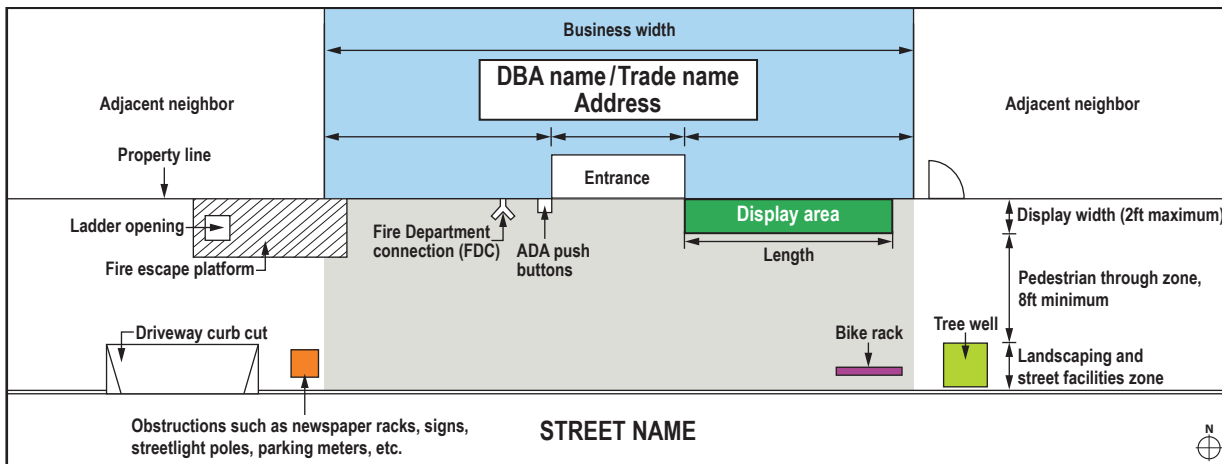 Business width
DBA name/Trade name
Address
Adjacent neighbor
Adjacent neighbor
Property line
Entrance
Ladder opening
Fire escape platform
Fire Department
connection (FDC)
ADA push
buttons
Display area
Length
Display width (2ft maximum)
Pedestrian through zone,
8ft minimum
Driveway curb cut
Bike rack
Tree well
Landscaping and
street facilities zone
Obstructions such as newspaper racks, signs,
streetlight poles, parking meters, etc.
STREET NAME
N